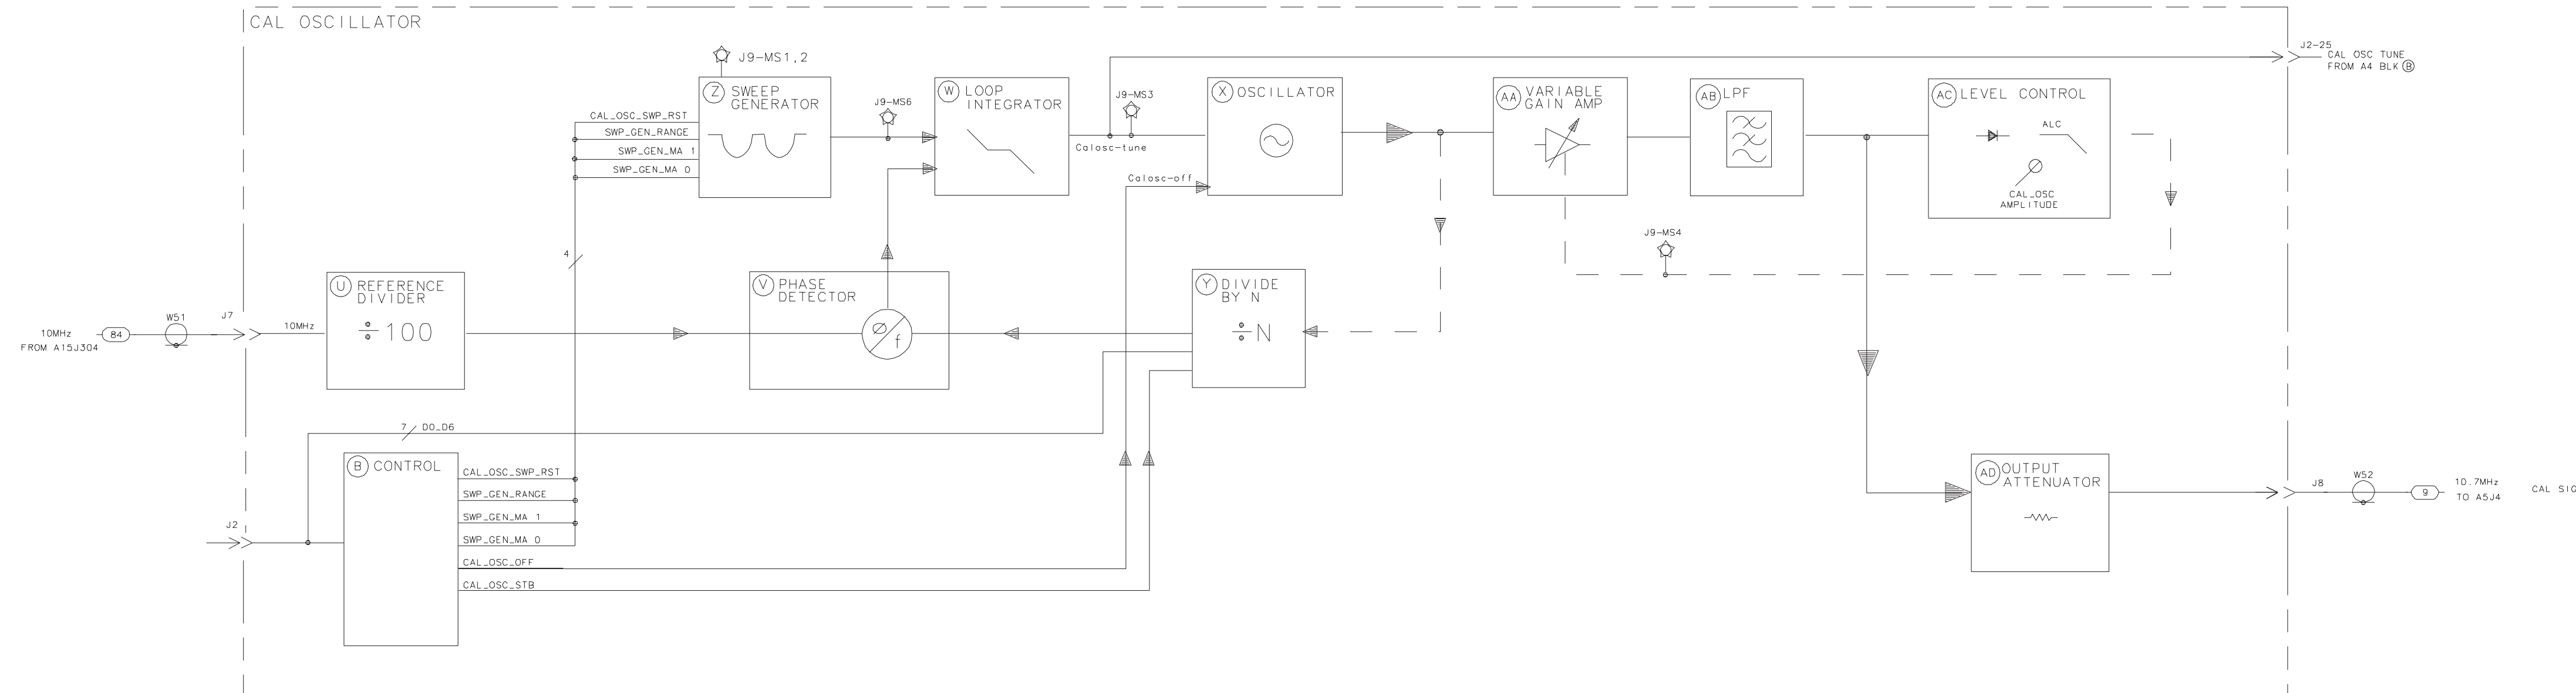 CAL OSCILLATOR
J2-25
CAL OSC TUNE
FROM A4 BLK B
J9-MS1,2
Z SWEEP
GENERATOR
CAL_OSC_SWP_RST
SWP_GEN_RANGE
SWP_GEN_MA 1
SWP_GEN_MA 0
J9-MS6
W LOOP
INTEGRATOR
J9-MS3
Calosc-tune
Calosc-off
X OSCILLATOR
AA VARIABLE
GAIN AMP
AB LPF
AC LEVEL CONTROL
ALC
CAL_OSC
AMPLITUDE
J9-MS4
4
10MHz
FROM A15J304
84
W51
J7
10MHz
U REFERENCE
DIVIDER
÷100
V PHASE
DETECTOR
Ø
f
Y DIVIDE
BY N
÷N
7 DO_D6
J2
B CONTROL
CAL_OSC_SWP_RST
SWP_GEN_RANGE
SWP_GEN_MA 1
SWP_GEN_MA 0
CAL_OSC_OFF
CAL_OSC_STB
AD OUTPUT
ATTENUATOR
J8
W52
9
10.7MHz
TO A5J4
CAL SIG